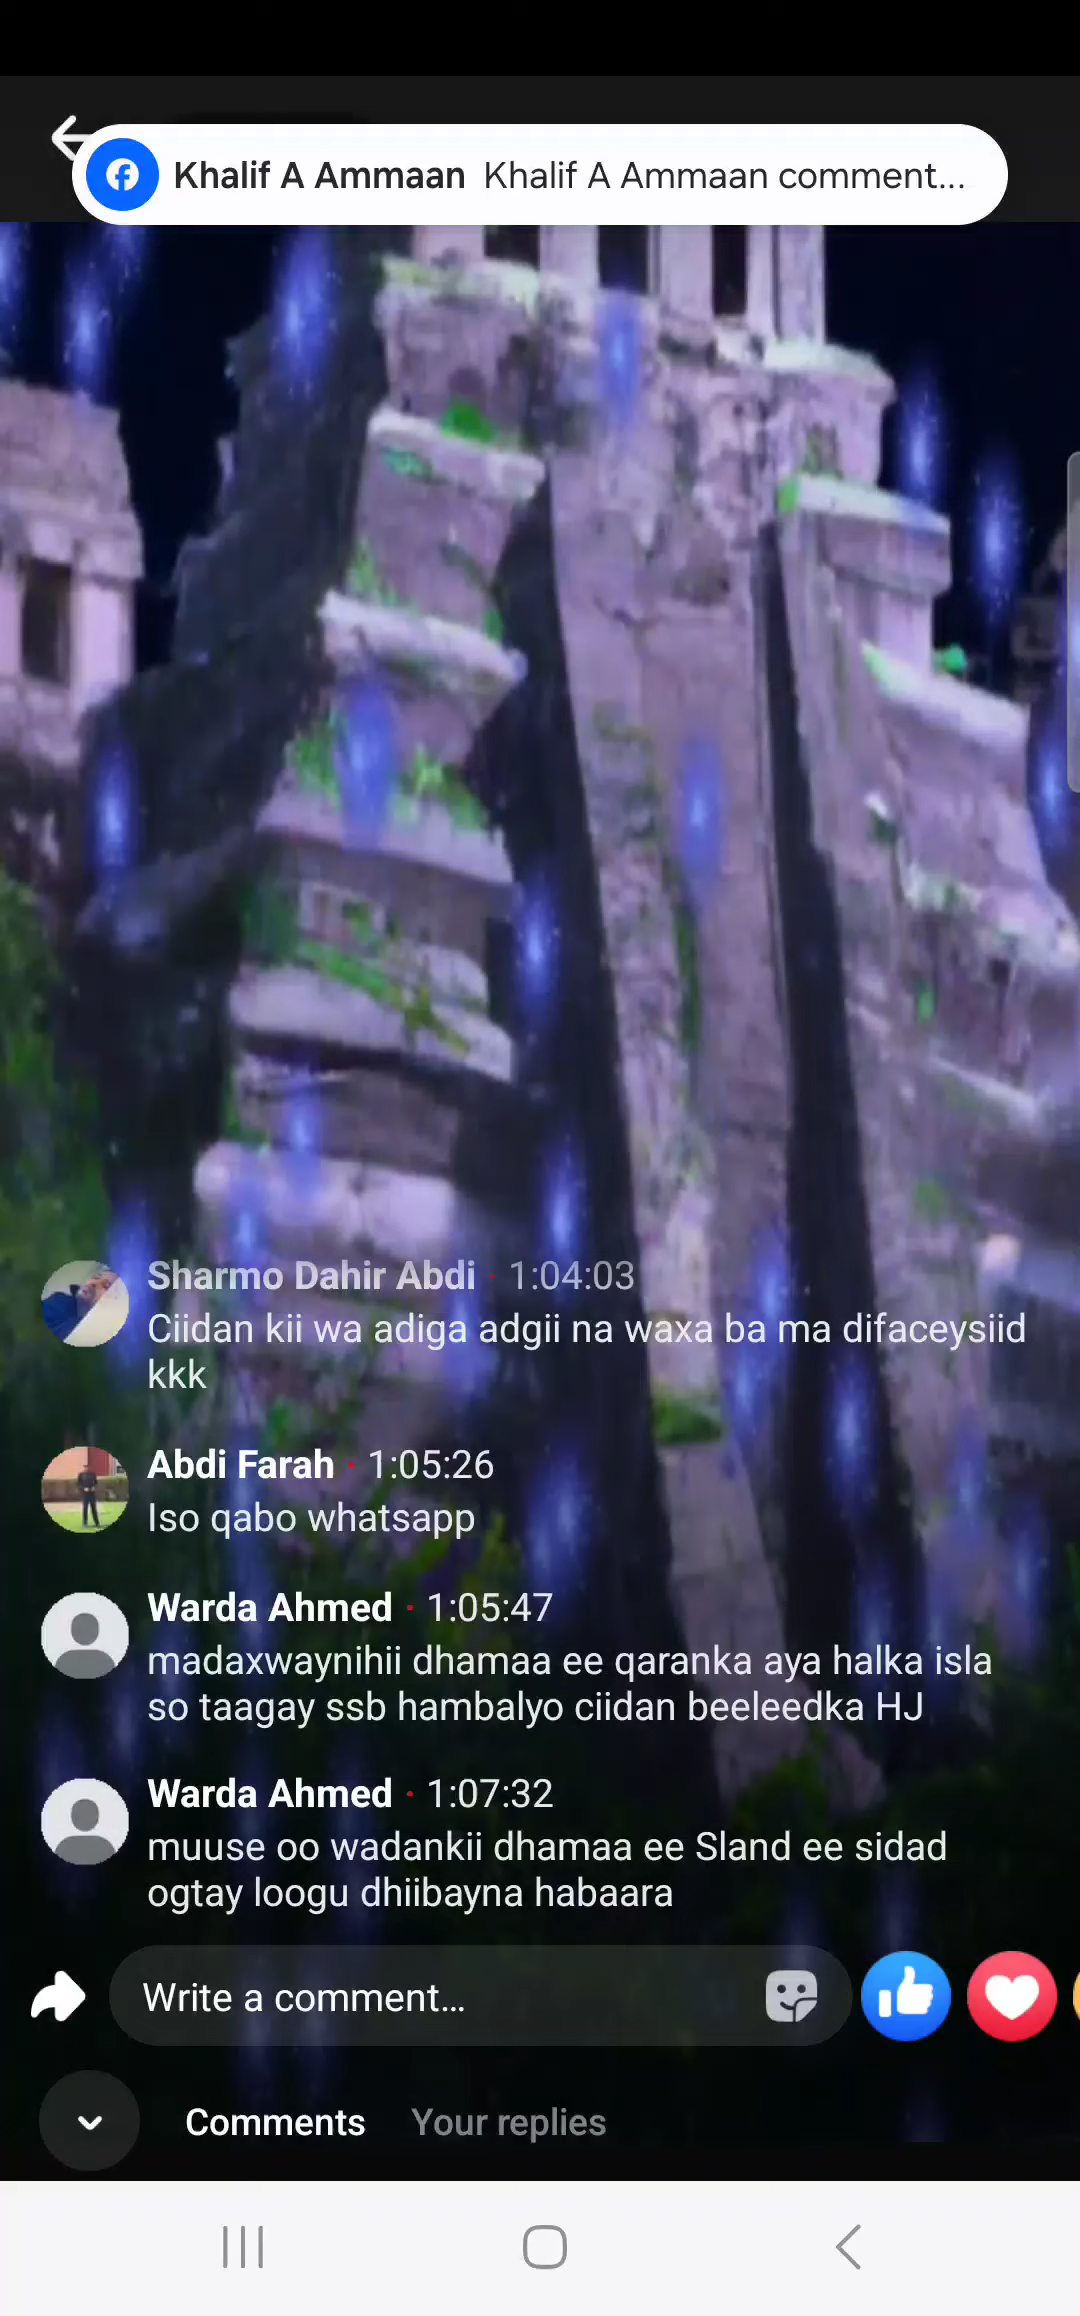 Khalif A Ammaan Khalif A Ammaan comment...
Sharmo Dahir Abdi · 1:04:03
Ciidan kii wa adiga adgii na waxa ba ma difaceysiid
kkk
Abdi Farah · 1:05:26
Iso qabo whatsapp
Warda Ahmed · 1:05:47
madaxwaynihii dhamaa ee qaranka aya halka isla
so taagay ssb hambalyo ciidan beeleedka HJ
Warda Ahmed · 1:07:32
muuse oo wadankii dhamaa ee Sland ee sidad
ogtay loogu dhiibayna habaara
Write a comment...
Comments Your replies